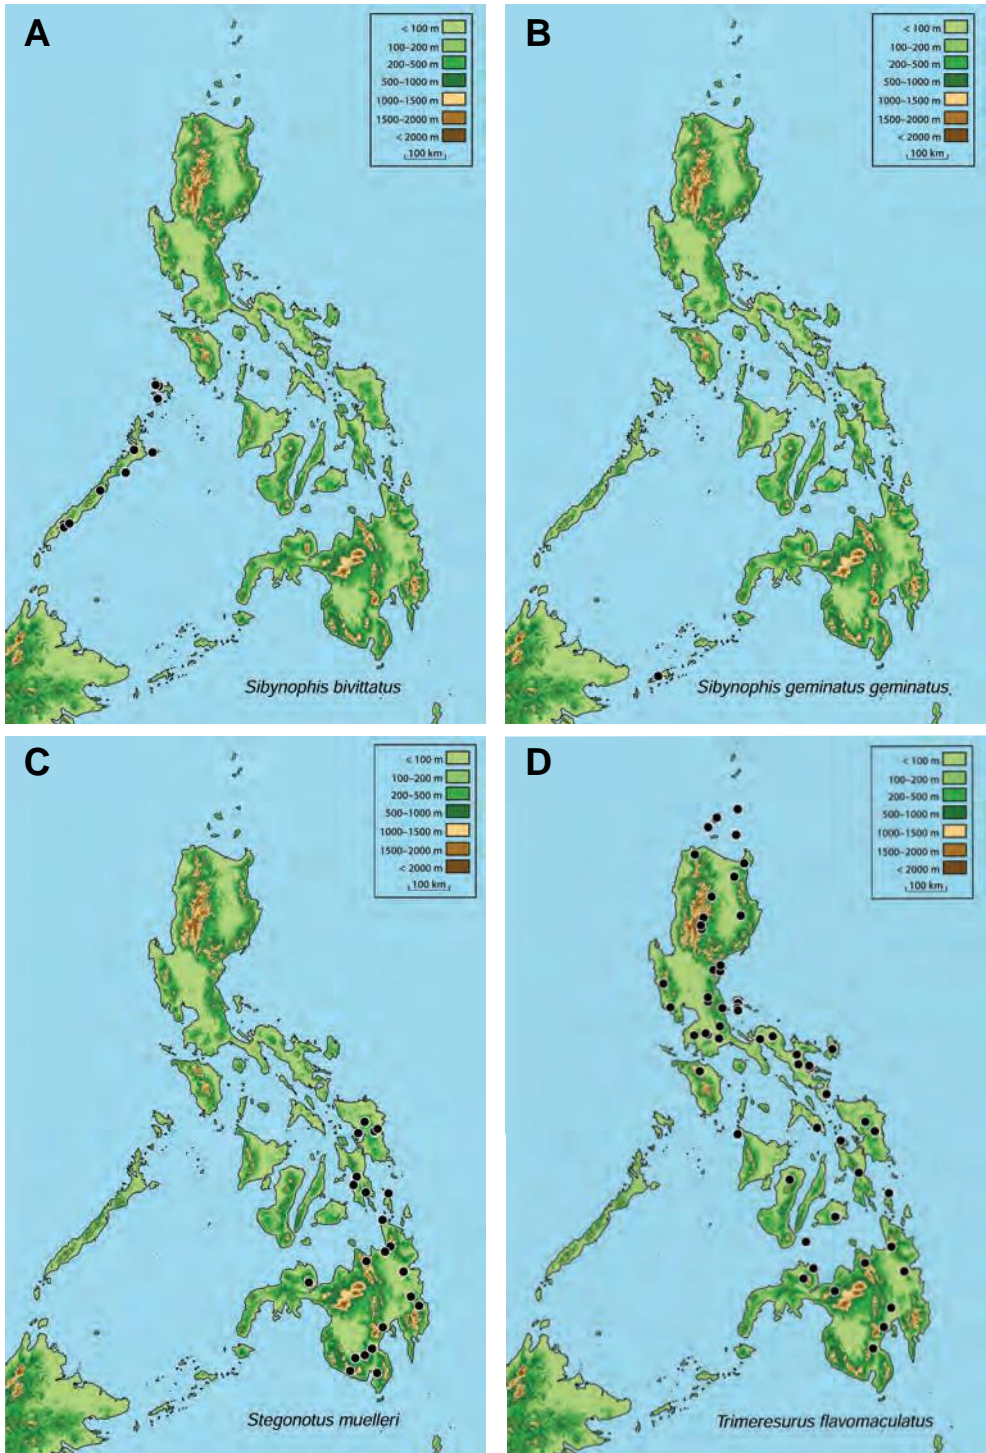 A
< 100 m
100–200 m
200–500 m
500–1000 m
1000–1500 m
1500–2000 m
< 2000 m
100 km
Sibynophis bivittatus
B
< 100 m
100–200 m
200–500 m
500–1000 m
1000–1500 m
1500–2000 m
< 2000 m
100 km
Sibynophis geminatus geminatus
C
< 100 m
100–200 m
200–500 m
500–1000 m
1000–1500 m
1500–2000 m
< 2000 m
100 km
Stegonotus muelleri
D
< 100 m
100–200 m
200–500 m
500–1000 m
1000–1500 m
1500–2000 m
< 2000 m
100 km
Trimeresurus flavomaculatus